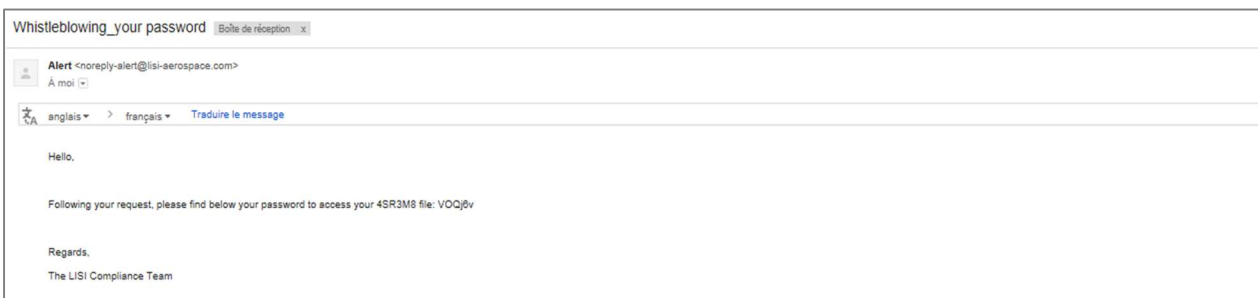 Whistleblowing_your password Boîte de réception x
Alert <noreply-alert@lisi-aerospace.com>
À moi
anglais > français Traduire le message
Hello,
Following your request, please find below your password to access your 4SR3M8 file: VOQj6v
Regards,
The LISI Compliance Team